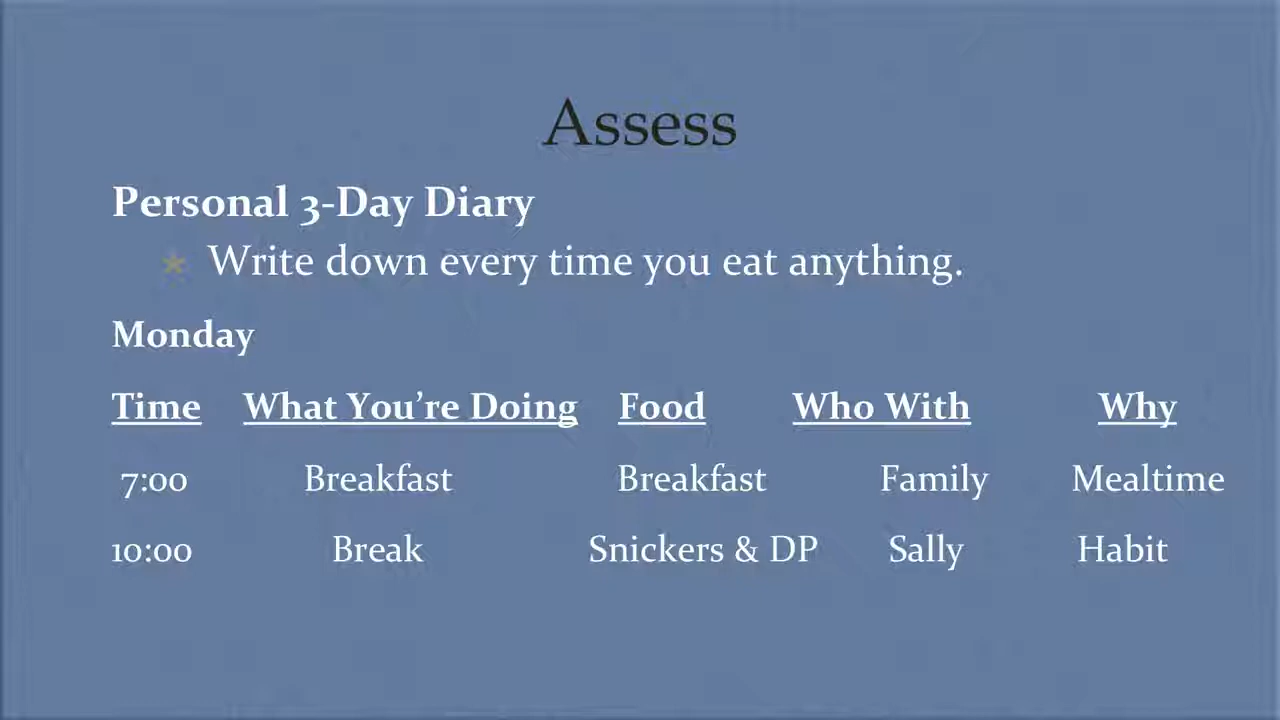 Assess
Personal 3-Day Diary
Write down every time you eat anything.
Monday
Time What You’re Doing Food Who With Why
7:00 Breakfast Breakfast Family Mealtime
10:00 Break Snickers & DP Sally Habit